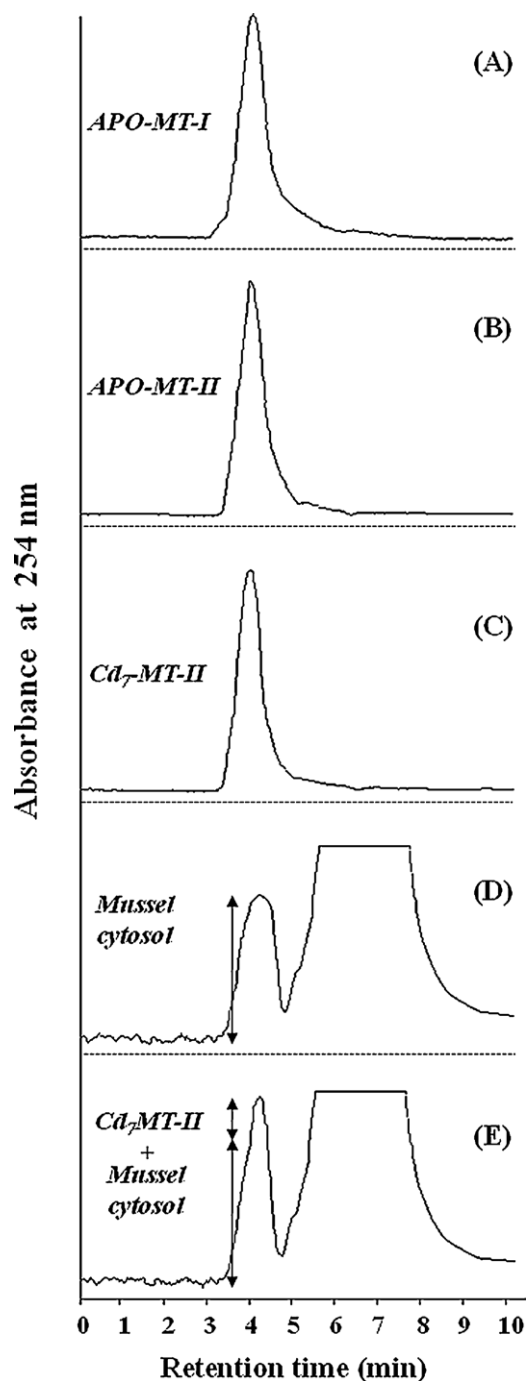 (A)
APO-MT-I
(B)
APO-MT-II
(C)
Cd7-MT-II
(D)
Mussel
cytosol
(E)
Cd7MT-II
+
Mussel
cytosol
Absorbance at 254 nm
0 1 2 3 4 5 6 7 8 9 10
Retention time (min)